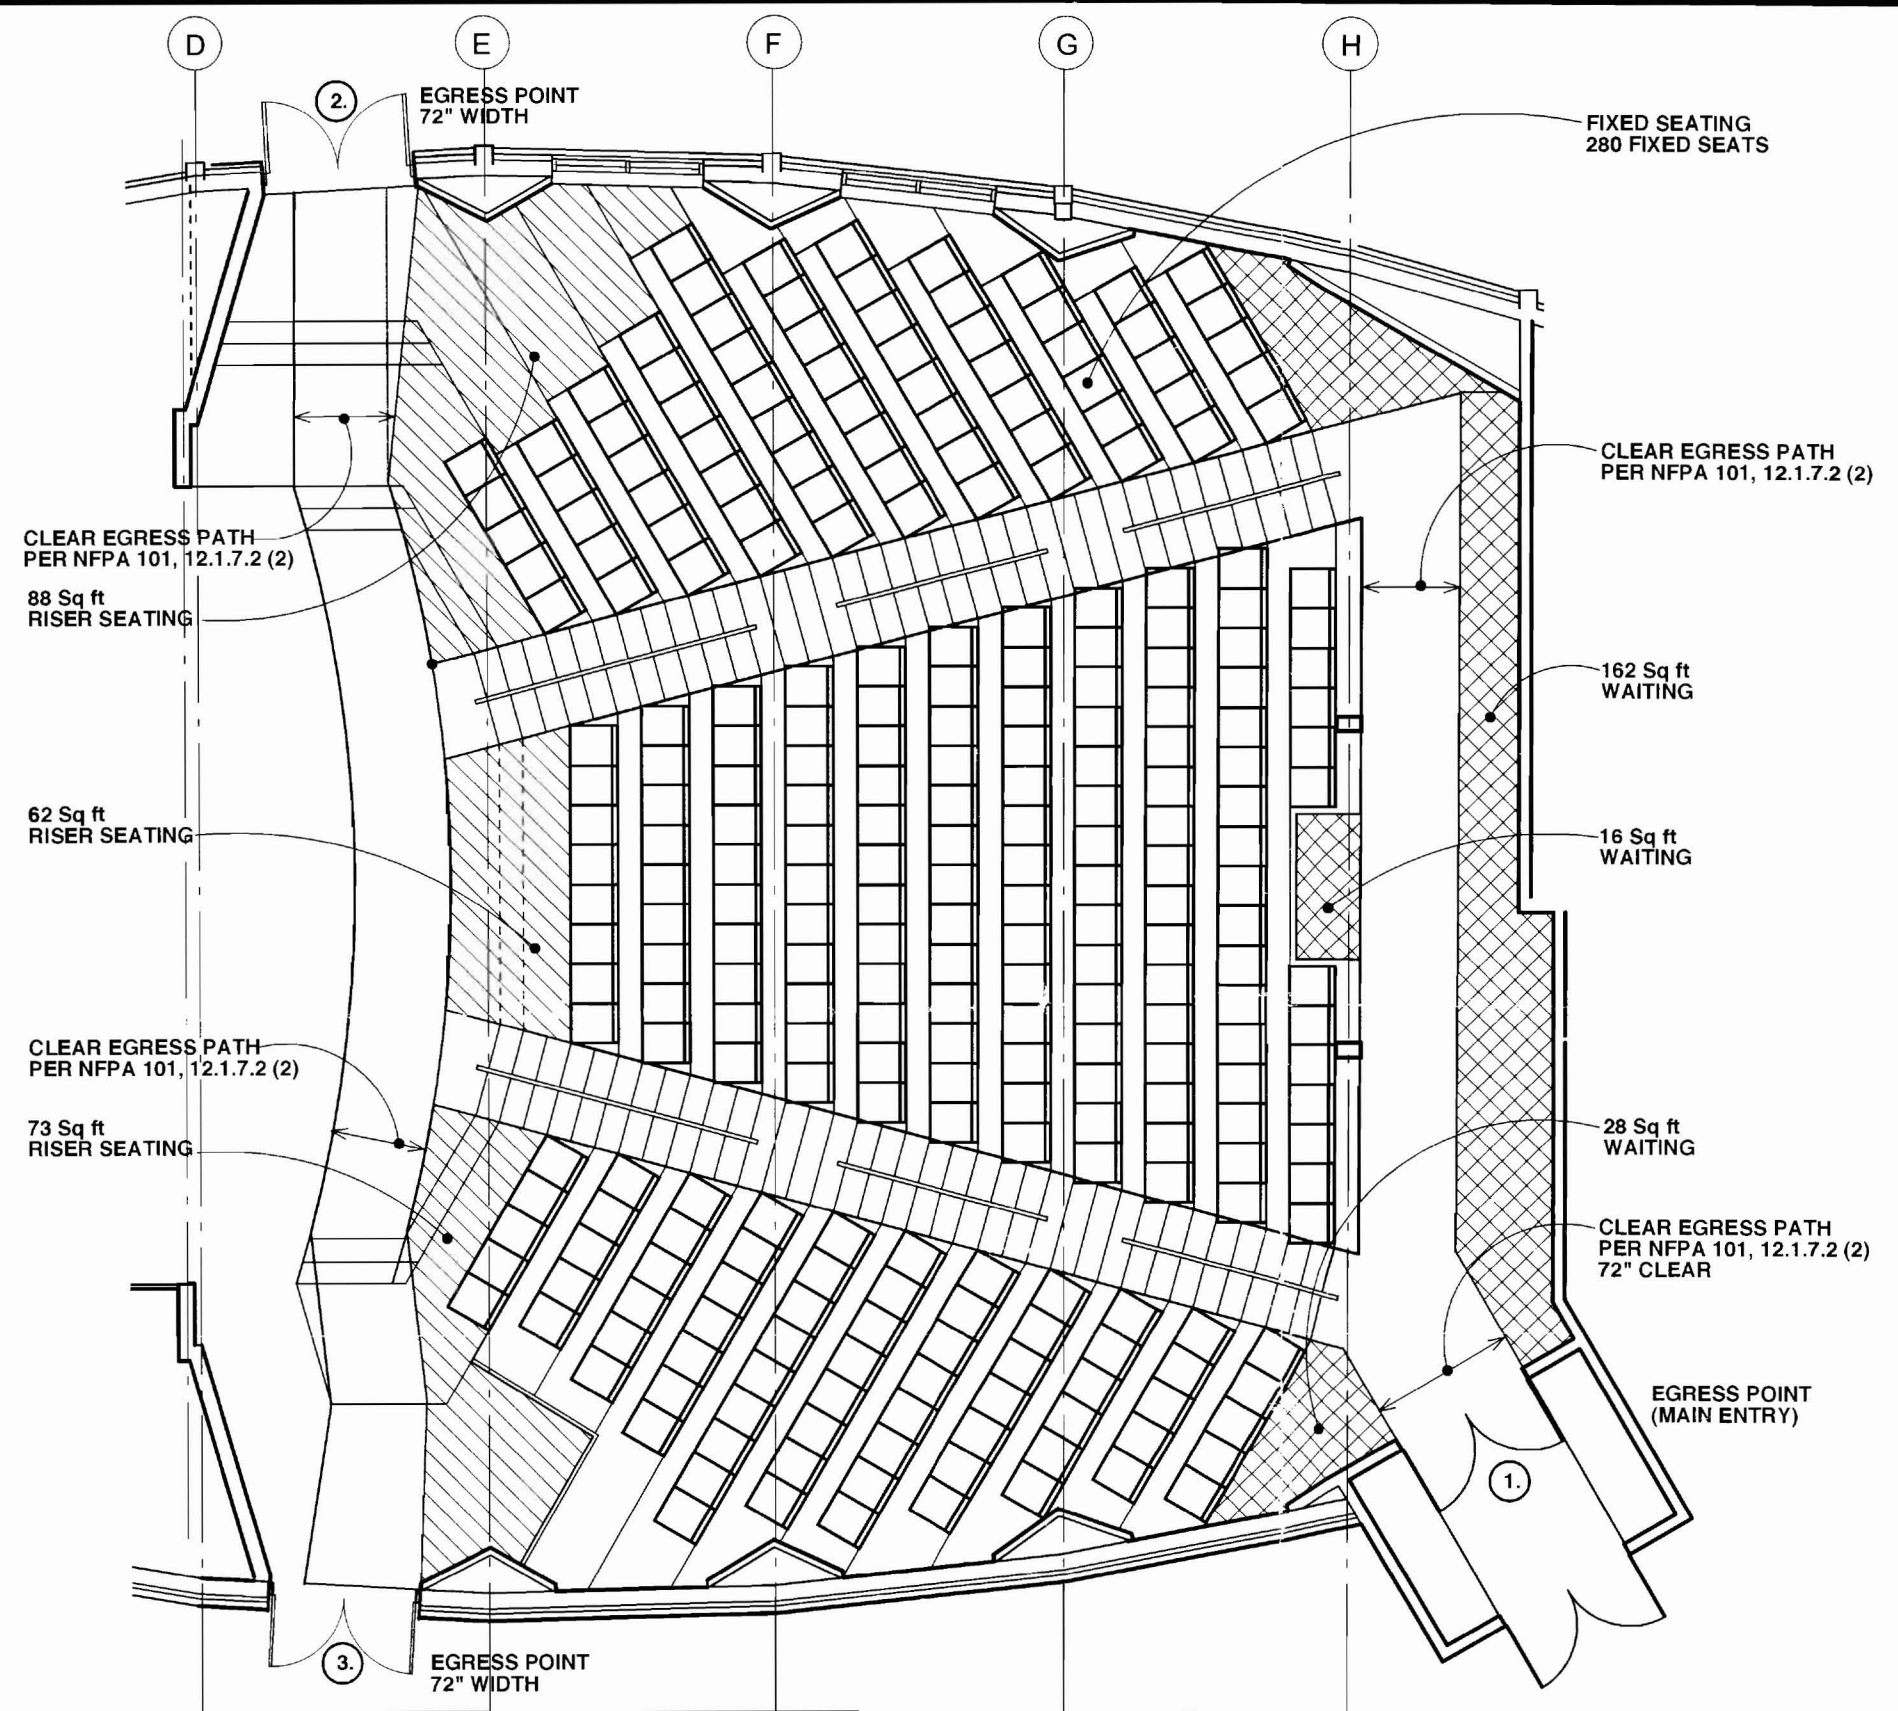 D
E
F
G
H
2.
EGRESS POINT
72" WIDTH
FIXED SEATING
280 FIXED SEATS
CLEAR EGRESS PATH
PER NFPA 101, 12.1.7.2 (2)
CLEAR EGRESS PATH
PER NFPA 101, 12.1.7.2 (2)
88 Sq ft
RISER SEATING
162 Sq ft
WAITING
62 Sq ft
RISER SEATING
16 Sq ft
WAITING
CLEAR EGRESS PATH
PER NFPA 101, 12.1.7.2 (2)
73 Sq ft
RISER SEATING
28 Sq ft
WAITING
CLEAR EGRESS PATH
PER NFPA 101, 12.1.7.2 (2)
72" CLEAR
EGRESS POINT
(MAIN ENTRY)
1.
3.
EGRESS POINT
72" WIDTH